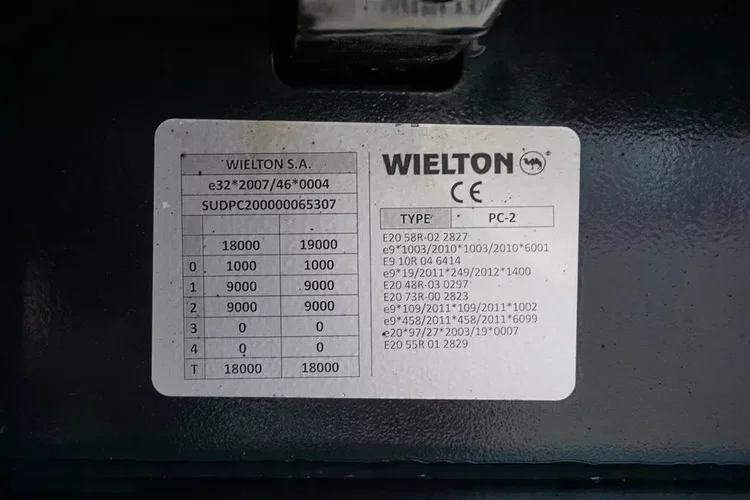 WIELTON S.A.
e32*2007/46*0004
SUDPC200000065307
18000 19000
0 1000 1000
1 9000 9000
2 9000 9000
3 0 0
4 0 0
T 18000 18000
WIELTON
CE
TYPE PC-2
E20 58R-02 2827
e9*1003/2010*1003/2010*6001
E9 10R 04 6414
e9*19/2011*249/2012*1400
E20 48R-03 0297
E20 73R-00 2823
e9*109/2011*109/2011*1002
e9*458/2011*458/2011*6099
e20*97/27*2003/19*0007
E20 55R 01 2829